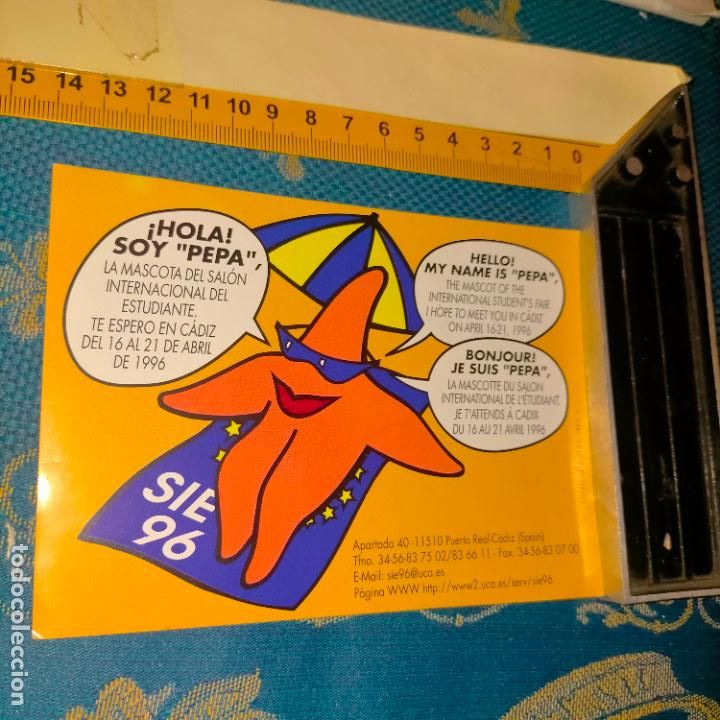 15 14 13 12 11 10 9 8 7 6 5 4 3 2 1 0
¡HOLA!
SOY "PEPA",
LA MASCOTA DEL SALÓN
INTERNACIONAL DEL
ESTUDIANTE.
TE ESPERO EN CÁDIZ
DEL 16 AL 21 DE ABRIL
DE 1996
HELLO!
MY NAME IS "PEPA",
THE MASCOT OF THE
INTERNATIONAL STUDENT'S FAIR.
I HOPE TO MEET YOU IN CÁDIZ
ON APRIL 16-21, 1996
BONJOUR!
JE SUIS "PEPA",
LA MASCOTTE DU SALON
INTERNATIONAL DE L'ÉTUDIANT.
JE T'ATTENDS A CADIX
DU 16 AU 21 AVRIL 1996
SIE
96
Apartado 40 -11510 Puerto Real-Cádiz (Spain)
Tfno. 34-56-83 75 02/83 66 11 - Fax. 34-56-83 07 00
E-Mail: sie96@uca.es
Página WWW http://www2.uca.es/serv/sie96
todocoleccion.net